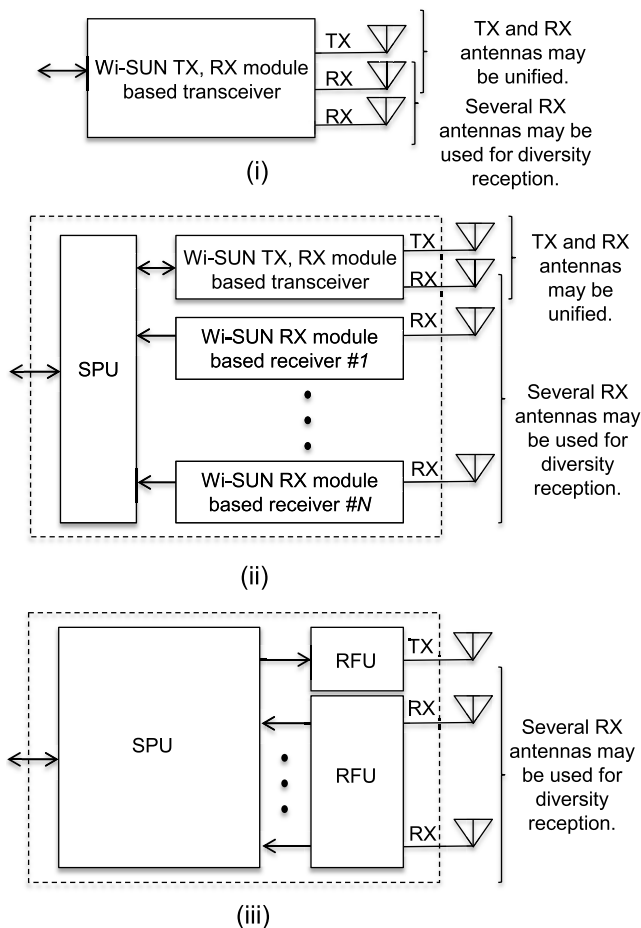 TX
Wi-SUN TX, RX module
based transceiver
RX
RX
TX and RX
antennas may
be unified.
Several RX
antennas may be
used for diversity
reception.
(i)
SPU
Wi-SUN TX, RX module
based transceiver
TX
RX
TX and RX
antennas
may be
unified.
Wi-SUN RX module
based receiver #1
RX
Wi-SUN RX module
based receiver #N
RX
Several RX
antennas may
be used for
diversity
reception.
(ii)
SPU
RFU
TX
RFU
RX
RX
Several RX
antennas may
be used for
diversity
reception.
(iii)